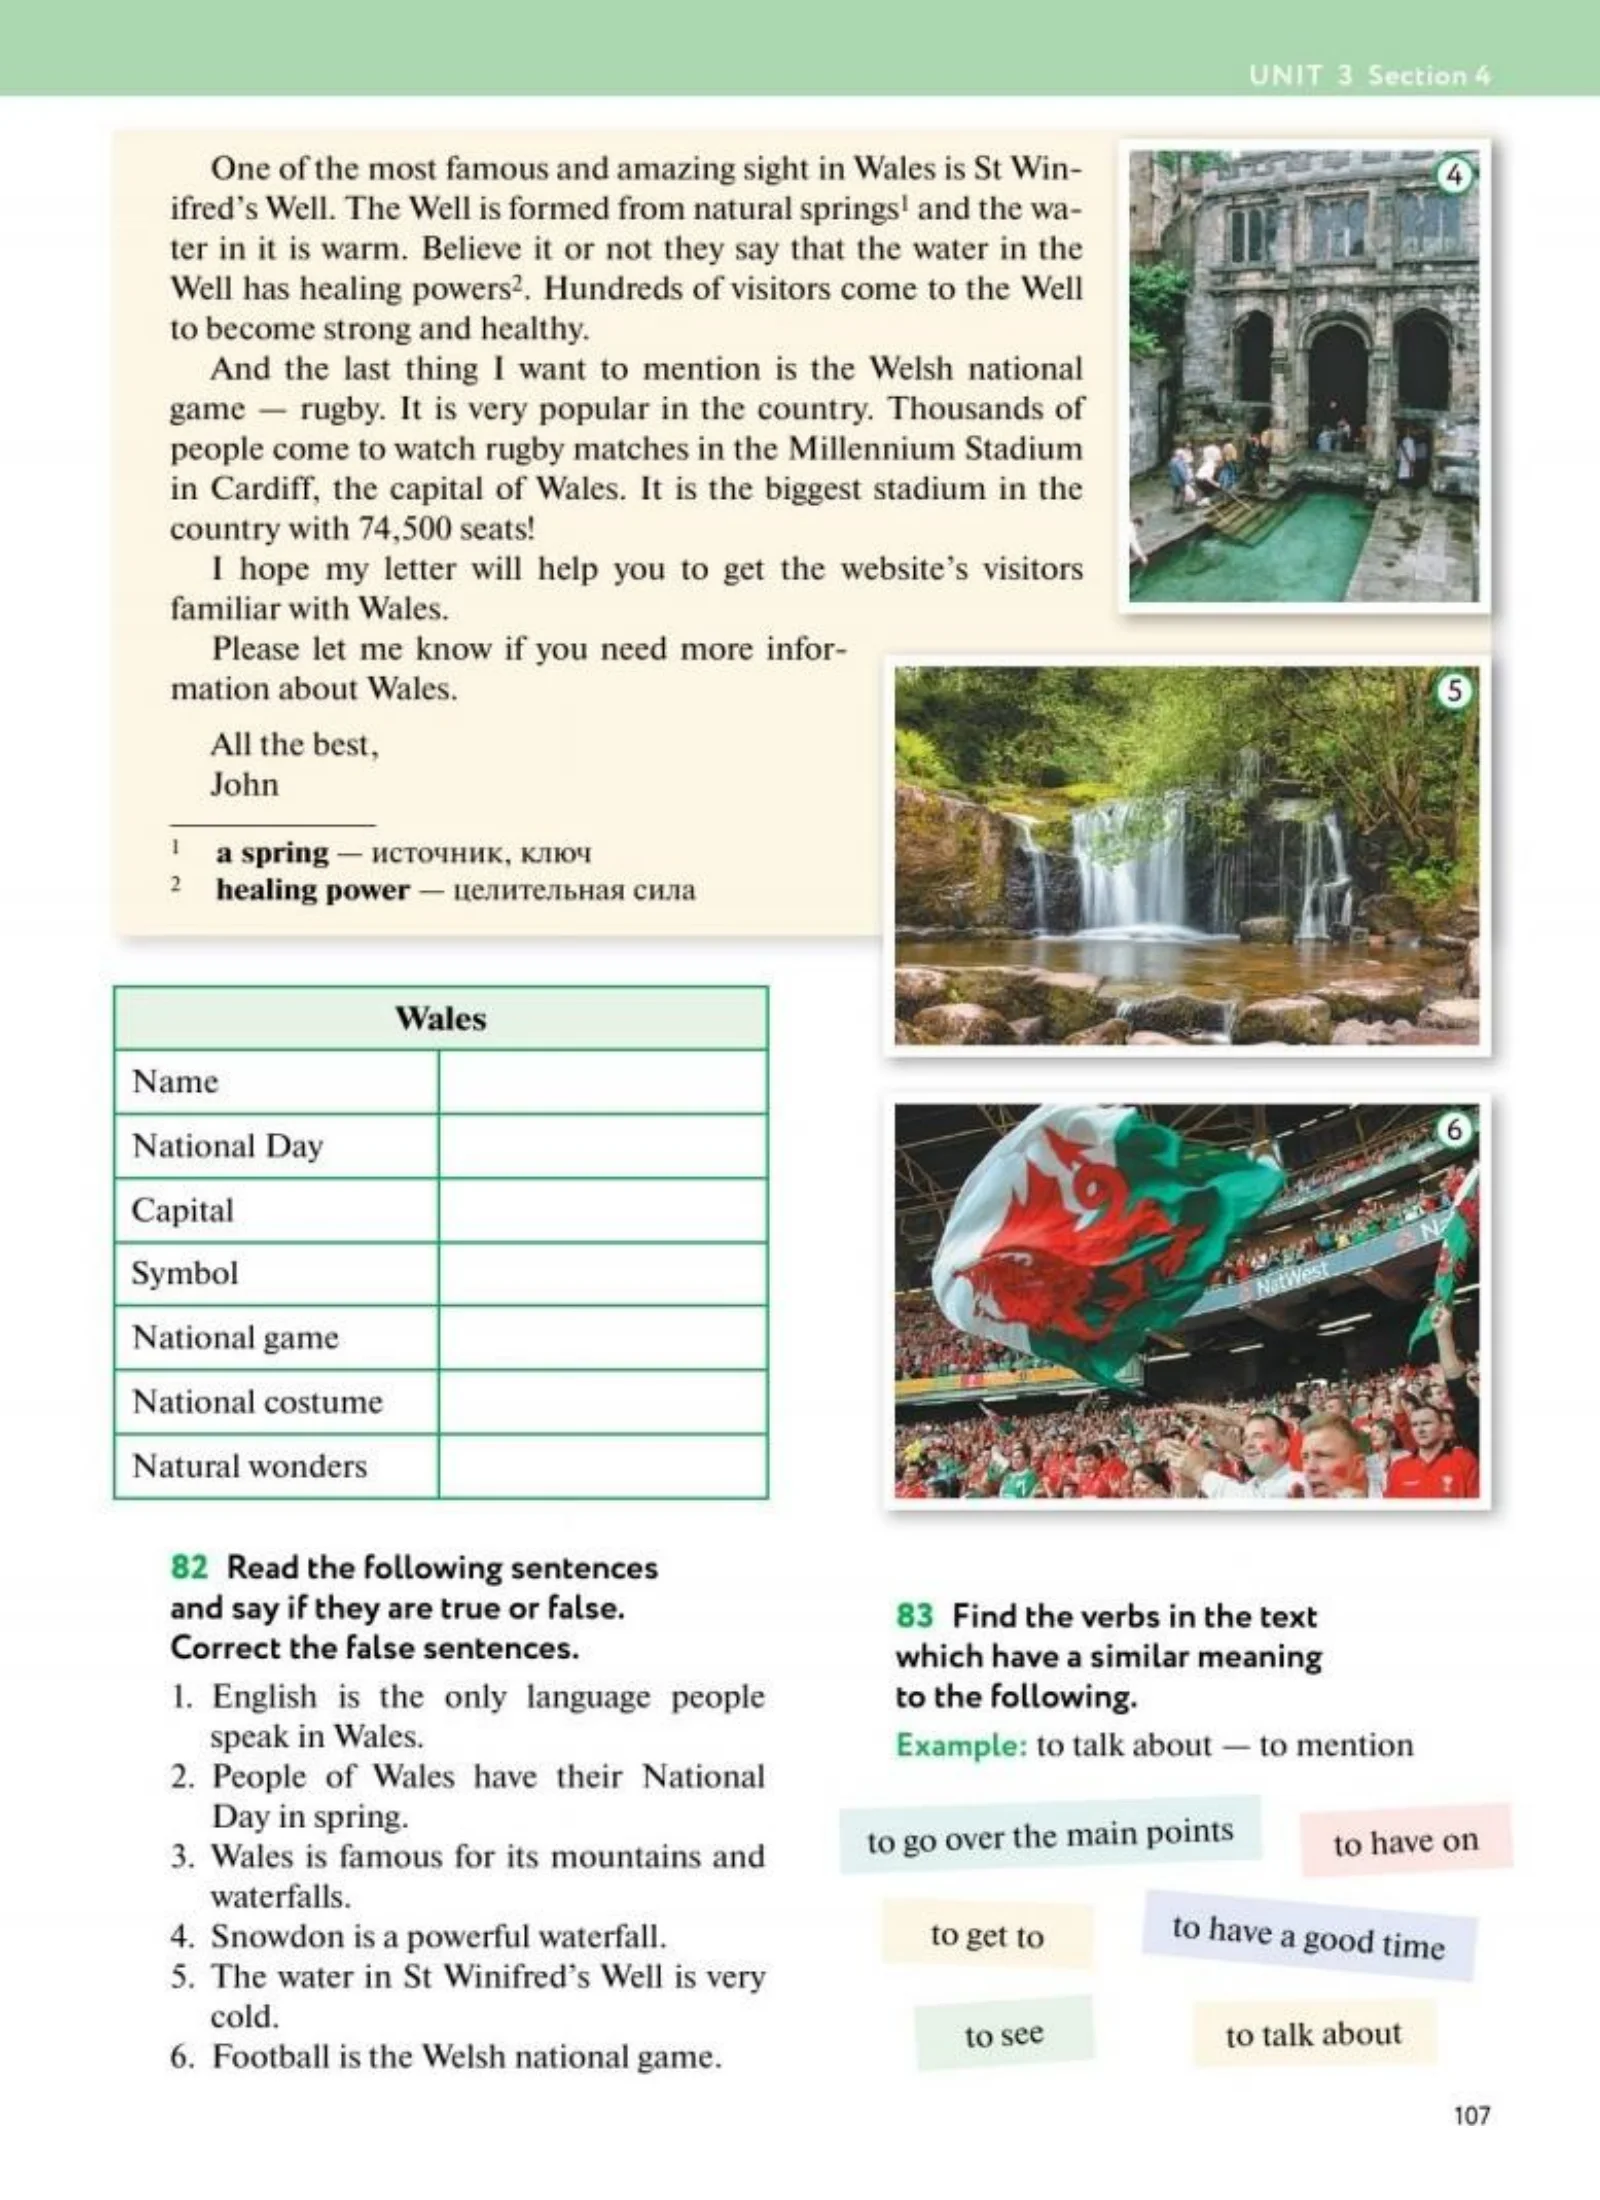 UNIT 3 Section 4
One of the most famous and amazing sight in Wales is St Win-
ifred's Well. The Well is formed from natural springs¹ and the wa-
ter in it is warm. Believe it or not they say that the water in the
Well has healing powers². Hundreds of visitors come to the Well
to become strong and healthy.
And the last thing I want to mention is the Welsh national
game — rugby. It is very popular in the country. Thousands of
people come to watch rugby matches in the Millennium Stadium
in Cardiff, the capital of Wales. It is the biggest stadium in the
country with 74,500 seats!
I hope my letter will help you to get the website's visitors
familiar with Wales.
Please let me know if you need more infor-
mation about Wales.
All the best,
John
¹ a spring — источник, ключ
² healing power — целительная сила
4
5
6
NatWest
Wales
Name
National Day
Capital
Symbol
National game
National costume
Natural wonders
82 Read the following sentences
and say if they are true or false.
Correct the false sentences.
1. English is the only language people
speak in Wales.
2. People of Wales have their National
Day in spring.
3. Wales is famous for its mountains and
waterfalls.
4. Snowdon is a powerful waterfall.
5. The water in St Winifred's Well is very
cold.
6. Football is the Welsh national game.
83 Find the verbs in the text
which have a similar meaning
to the following.
Example: to talk about — to mention
to go over the main points
to have on
to get to
to have a good time
to see
to talk about
107